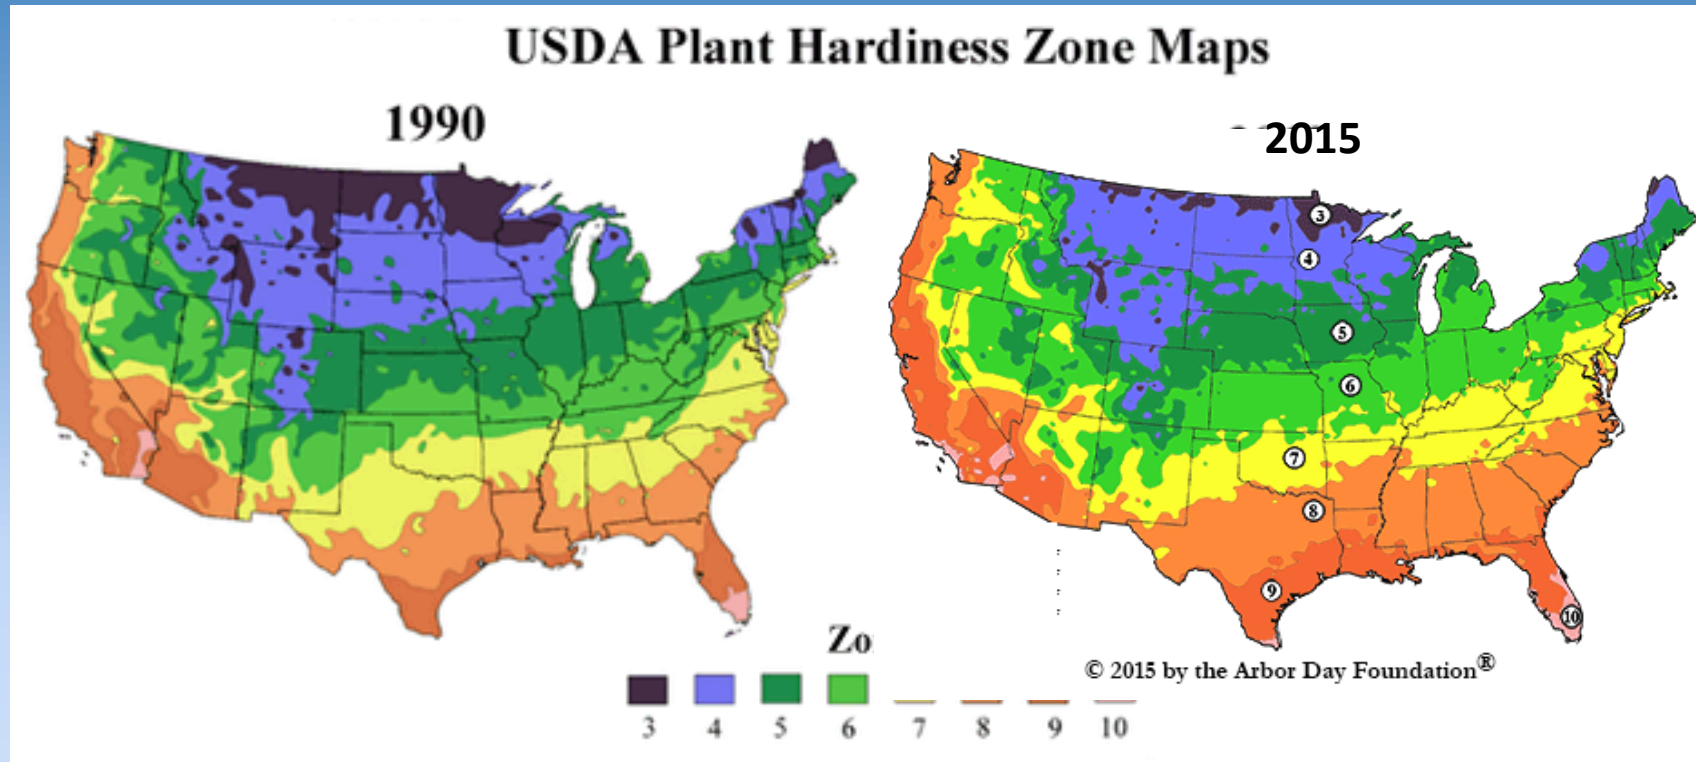 USDA Plant Hardiness Zone Maps
1990
2015
3
4
5
6
7
8
9
10
Zo
© 2015 by the Arbor Day Foundation®
3 4 5 6 7 8 9 10